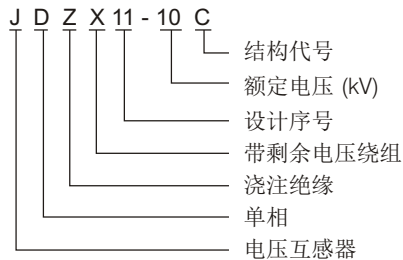 J D Z X 11 - 10 C
结构代号
额定电压 (kV)
设计序号
带剩余电压绕组
浇注绝缘
单相
电压互感器